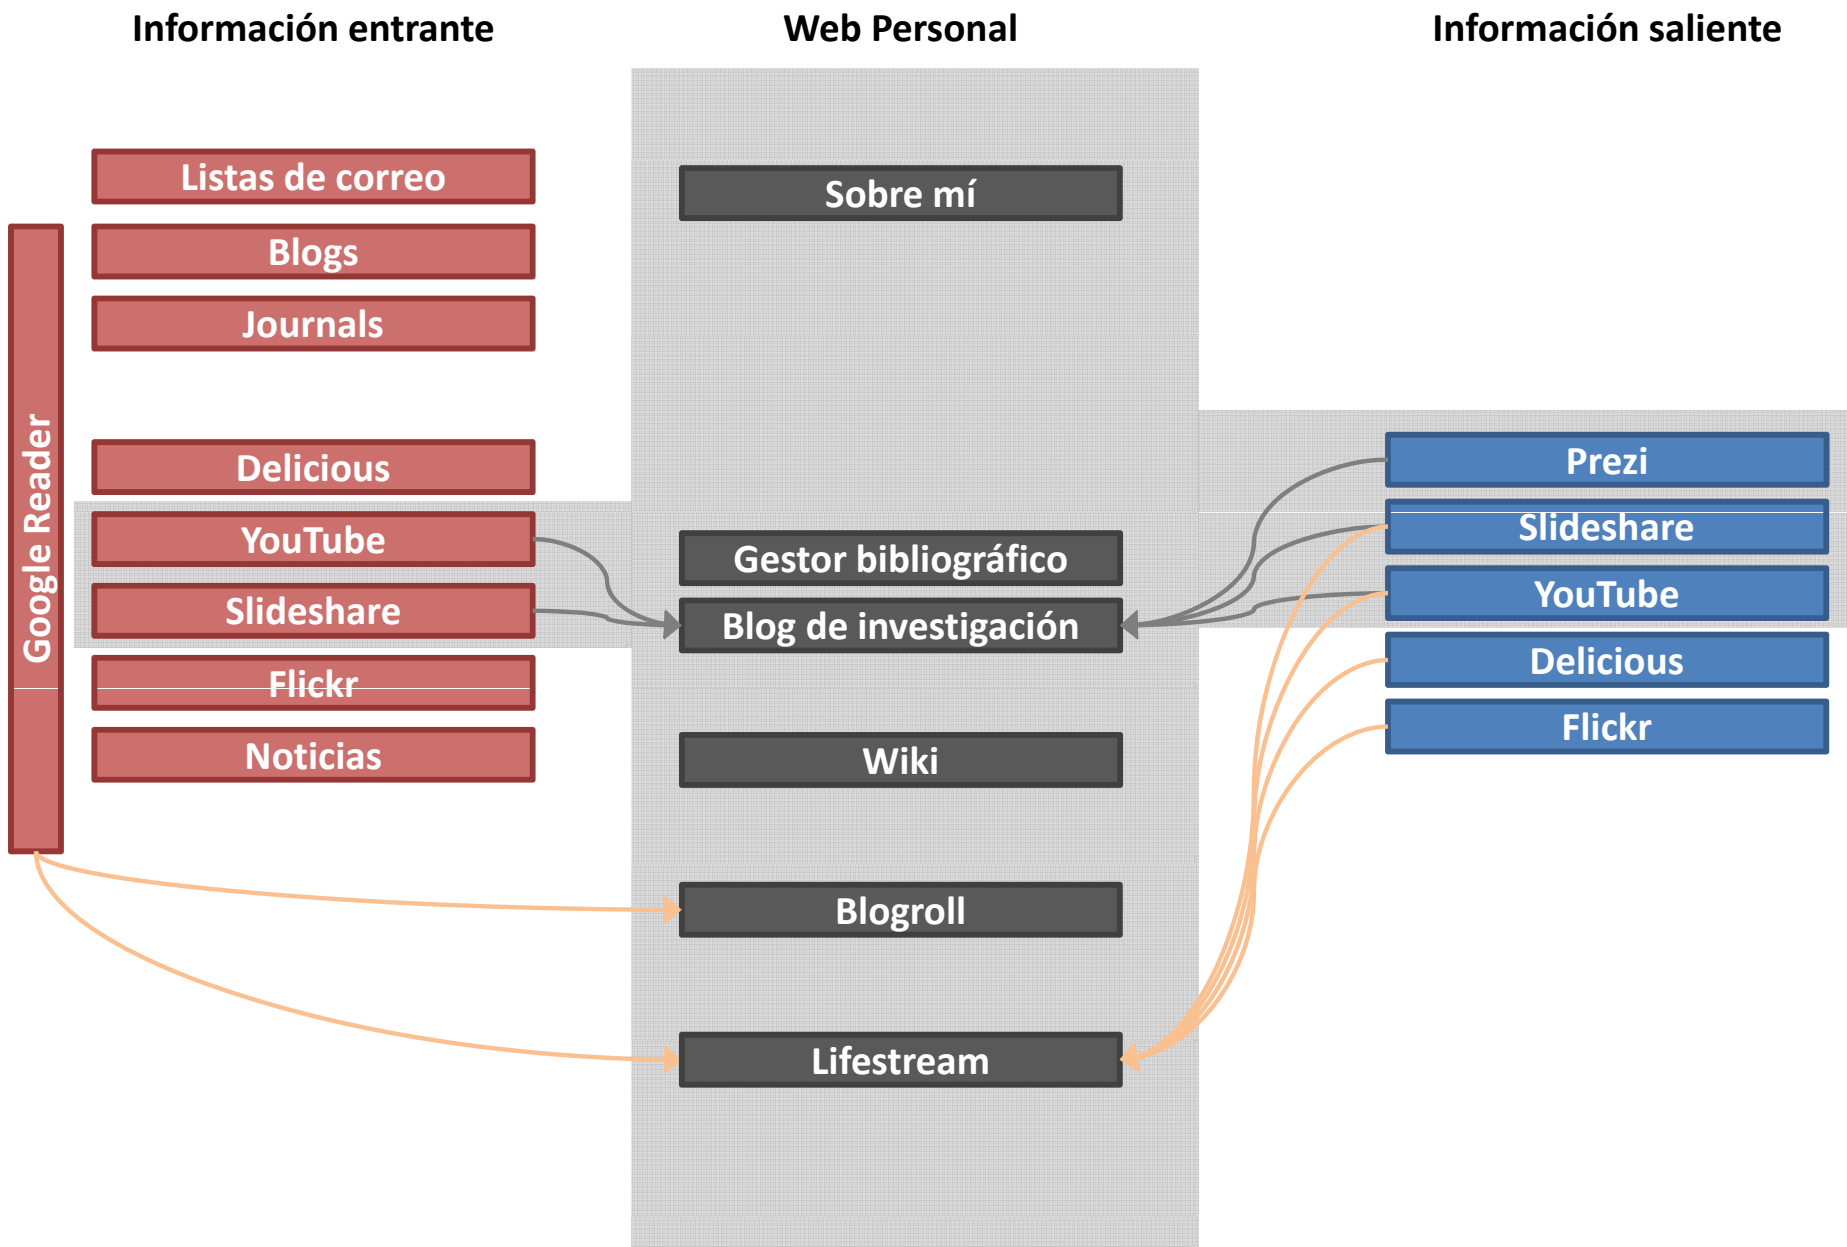 Información entrante
Web Personal
Información saliente
Listas de correo
Blogs
Journals
Delicious
YouTube
Slideshare
Flickr
Noticias
Google Reader
Sobre mí
Gestor bibliográfico
Blog de investigación
Wiki
Blogroll
Lifestream
Prezi
Slideshare
YouTube
Delicious
Flickr